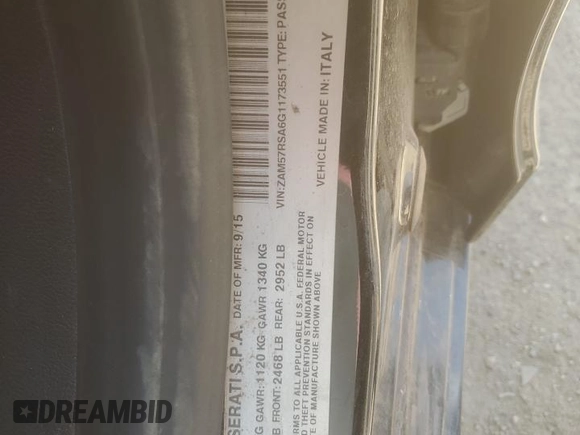 SERATI S.P.A. DATE OF MFR: 9/15
G GAWR: 1120 KG GAWR 1340 KG
B FRONT: 2468 LB REAR: 2952 LB
RMS TO ALL APPLICABLE U.S.A. FEDERAL MOTOR
D THEFT PREVENTION STANDARDS IN EFFECT ON
OF MANUFACTURE SHOWN ABOVE
VIN:ZAM57RSA6G1173551 TYPE: PAS
VEHICLE MADE IN: ITALY
DREAMBID